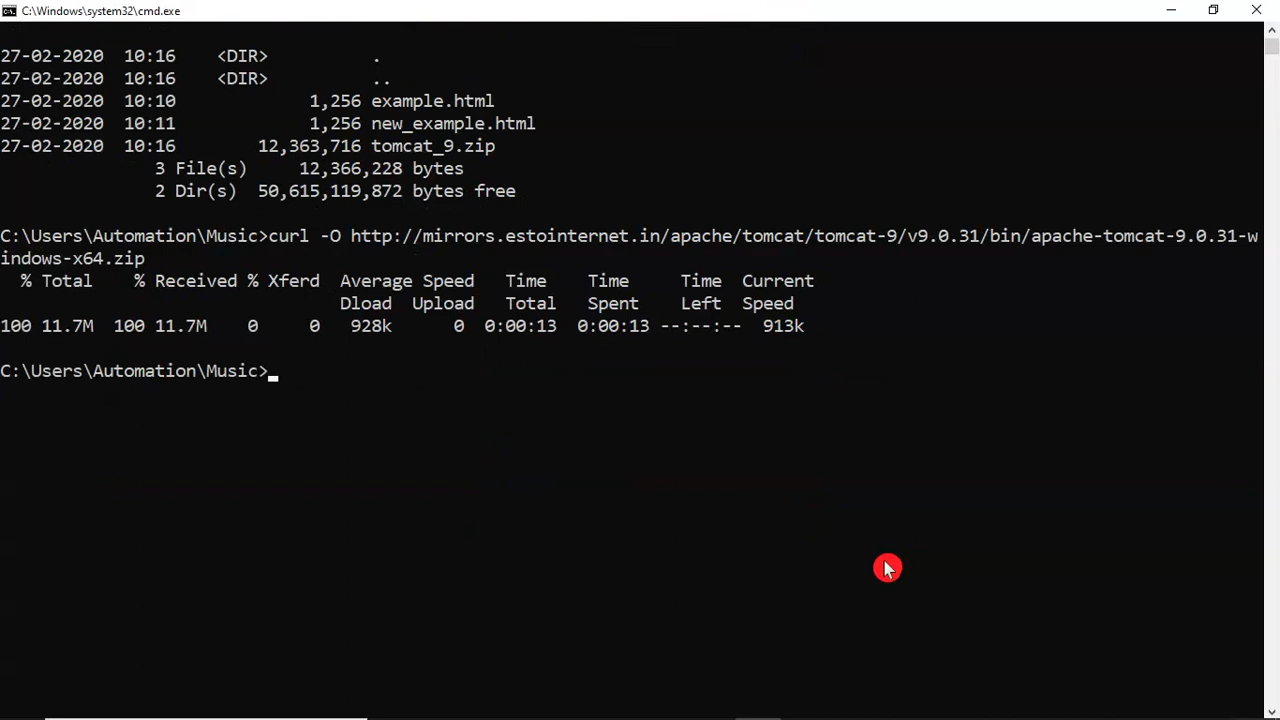 C:\Windows\system32\cmd.exe
27-02-2020  10:16    <DIR>          .
27-02-2020  10:16    <DIR>          ..
27-02-2020  10:10             1,256 example.html
27-02-2020  10:11             1,256 new_example.html
27-02-2020  10:16        12,363,716 tomcat_9.zip
3 File(s)     12,366,228 bytes
2 Dir(s)  50,615,119,872 bytes free
C:\Users\Automation\Music>curl -O http://mirrors.estointernet.in/apache/tomcat/tomcat-9/v9.0.31/bin/apache-tomcat-9.0.31-w
indows-x64.zip
% Total    % Received % Xferd  Average Speed   Time    Time     Time  Current
Dload  Upload   Total   Spent    Left  Speed
100 11.7M  100 11.7M    0     0   928k      0  0:00:13  0:00:13 --:--:--  913k
C:\Users\Automation\Music>